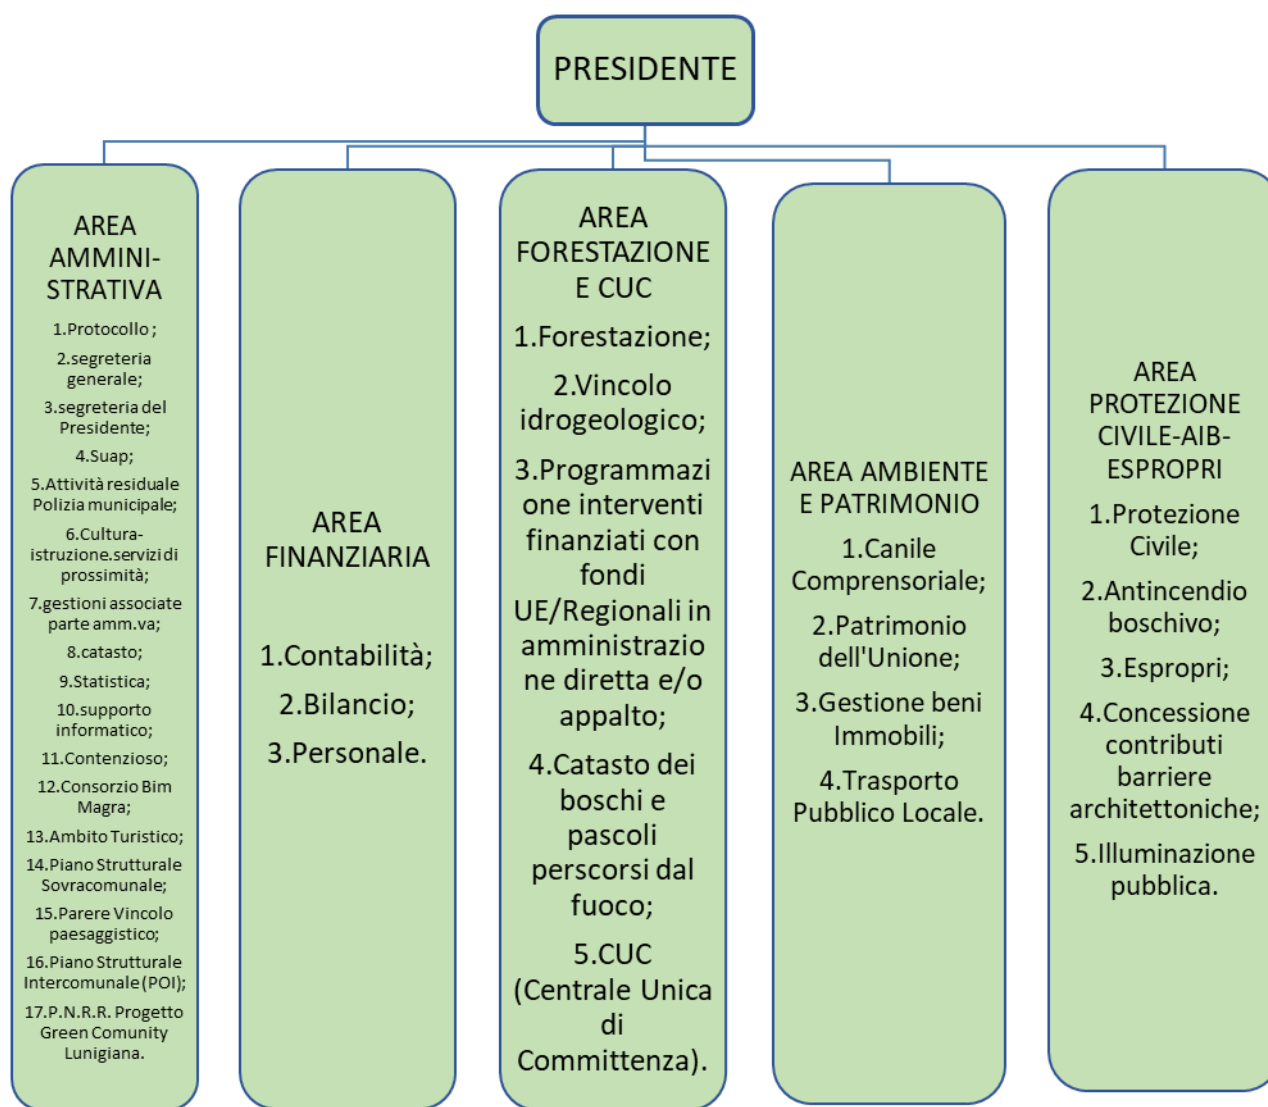 PRESIDENTE
AREA
AMMINI-
STRATIVA
1.Protocollo ;
2.segreteria
generale;
3.segreteria del
Presidente;
4.Suap;
5.Attività residuale
Polizia municipale;
6.Cultura-
istruzione.servizi di
prossimità;
7.gestioni associate
parte amm.va;
8.catasto;
9.Statistica;
10.supporto
informatico;
11.Contenzioso;
12.Consorzio Bim
Magra;
13.Ambito Turistico;
14.Piano Strutturale
Sovracomunale;
15.Parere Vincolo
paesaggistico;
16.Piano Strutturale
Intercomunale (POI);
17.P.N.R.R. Progetto
Green Comunity
Lunigiana.
AREA
FINANZIARIA
1.Contabilità;
2.Bilancio;
3.Personale.
AREA
FORESTAZIONE
E CUC
1.Forestazione;
2.Vincolo
idrogeologico;
3.Programmazi
one interventi
finanziati con
fondi
UE/Regionali in
amministrazio
ne diretta e/o
appalto;
4.Catasto dei
boschi e
pascoli
perscorsi dal
fuoco;
5.CUC
(Centrale Unica
di
Committenza).
AREA AMBIENTE
E PATRIMONIO
1.Canile
Comprensoriale;
2.Patrimonio
dell'Unione;
3.Gestione beni
Immobili;
4.Trasporto
Pubblico Locale.
AREA
PROTEZIONE
CIVILE-AIB-
ESPROPRI
1.Protezione
Civile;
2.Antincendio
boschivo;
3.Espropri;
4.Concessione
contributi
barriere
architettoniche;
5.Illuminazione
pubblica.